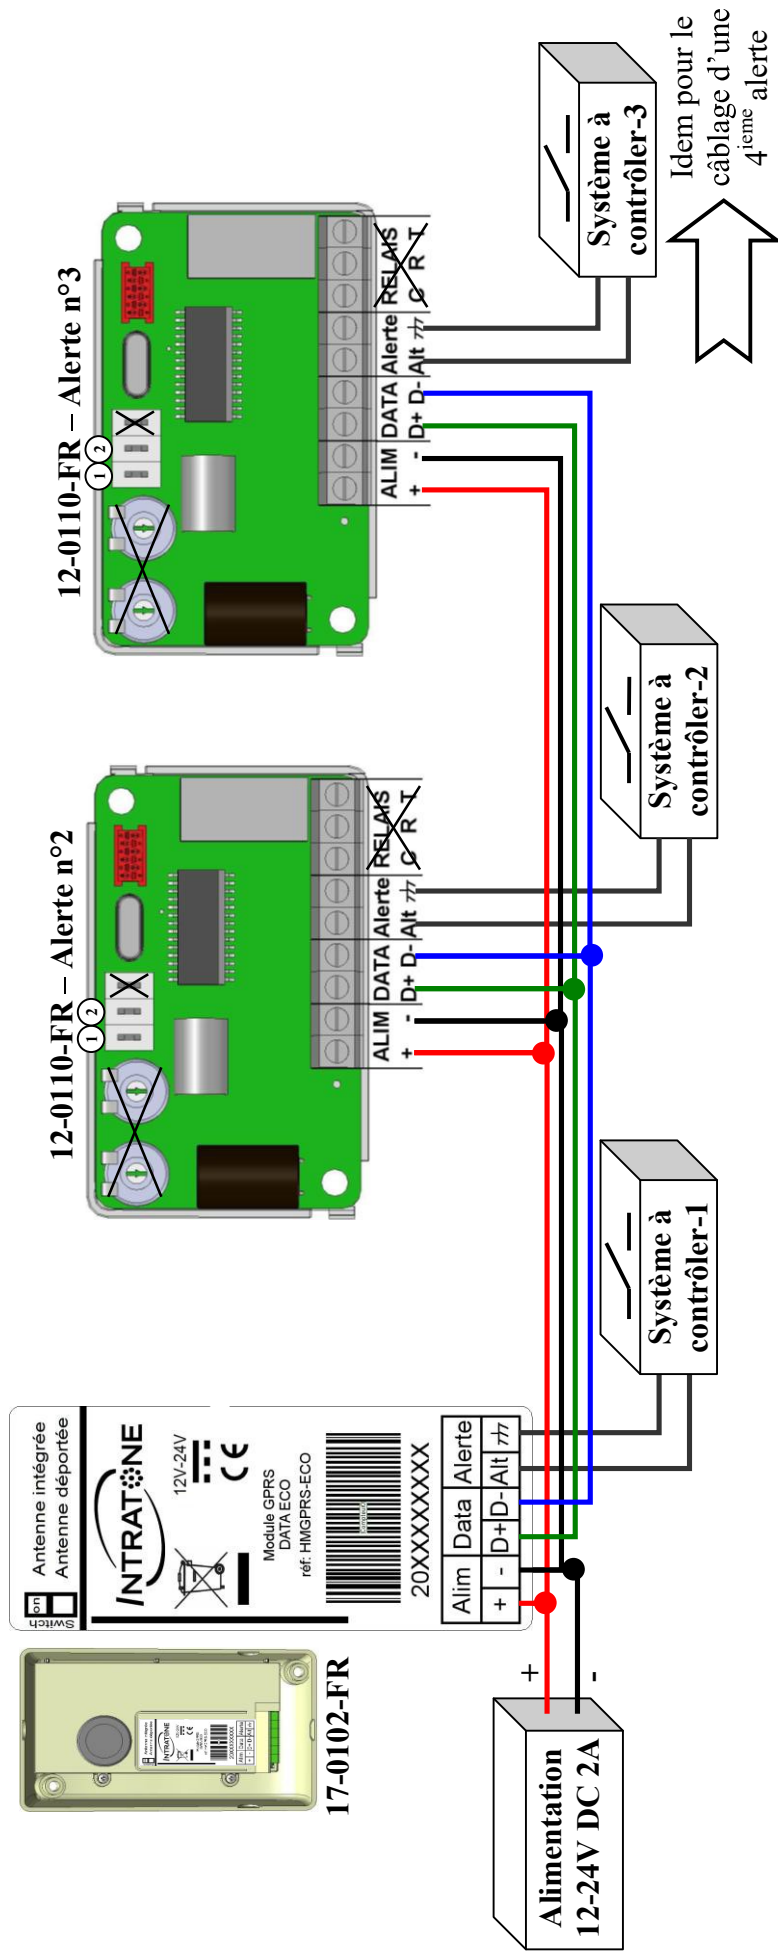 12-0110-FR – Alerte n°2
12-0110-FR – Alerte n°3
1 2
1 2
ALIM DATA Alerte RELAIS
+ - D+ D- Alt C R T
ALIM DATA Alerte RELAIS
+ - D+ D- Alt C R T
Switch
on
Antenne intégrée
Antenne déportée
INTRATONE
12V-24V
CE
Module GPRS
DATA ECO
réf: HMGPRS-ECO
20XXXXXXXXX
Alim Data Alerte
+ - D+ D- Alt
17-0102-FR
INTRATONE
Alimentation
12-24V DC 2A
+
-
Système à
contrôler-1
Système à
contrôler-2
Système à
contrôler-3
Idem pour le
câblage d'une
4ieme alerte